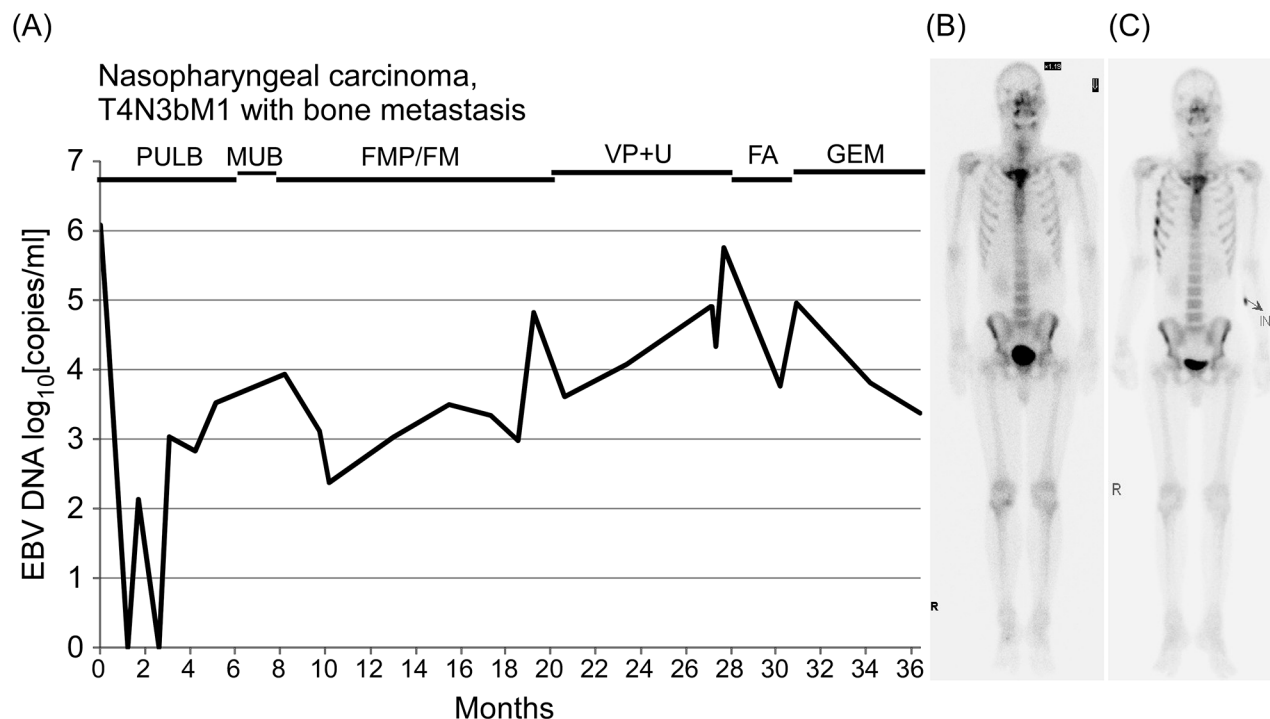 (A)
(B)
(C)
Nasopharyngeal carcinoma,
T4N3bM1 with bone metastasis
PULB MUB FMP/FM VP+U FA GEM
7
6
5
4
3
2
1
0
EBV DNA log10[copies/ml]
0 2 4 6 8 10 12 14 16 18 20 22 24 26 28 30 32 34 36
Months
R
R
IN